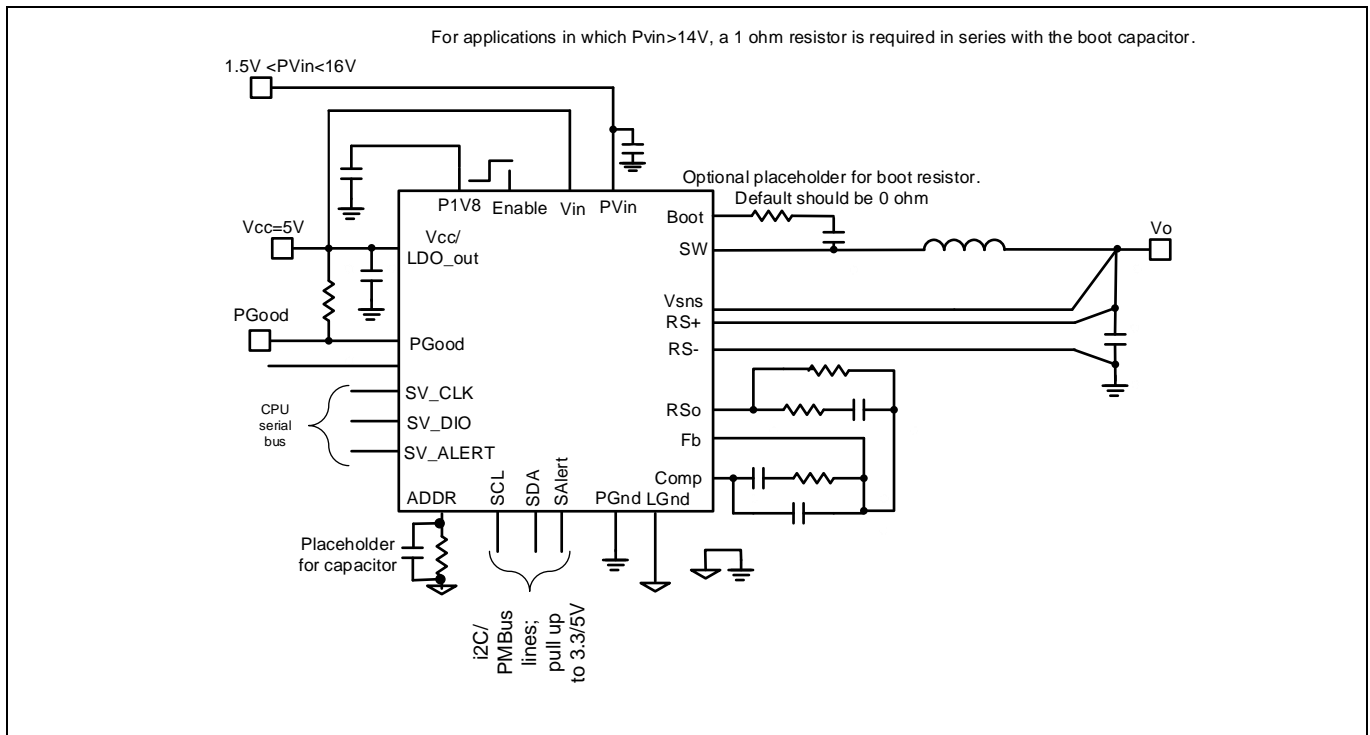 For applications in which Pvin>14V, a 1 ohm resistor is required in series with the boot capacitor.
1.5V <PVin<16V
Optional placeholder for boot resistor.
Default should be 0 ohm
P1V8
Enable
Vin
PVin
Boot
Vcc=5V
Vcc/
LDO_out
SW
Vo
Vsns
RS+
PGood
PGood
RS-
SV_CLK
CPU
serial
bus
SV_DIO
SV_ALERT
RSo
Fb
Comp
ADDR
SCL
SDA
SAlert
PGnd
LGnd
Placeholder
for capacitor
i2C/
PMBus
lines;
pull up
to 3.3/5V